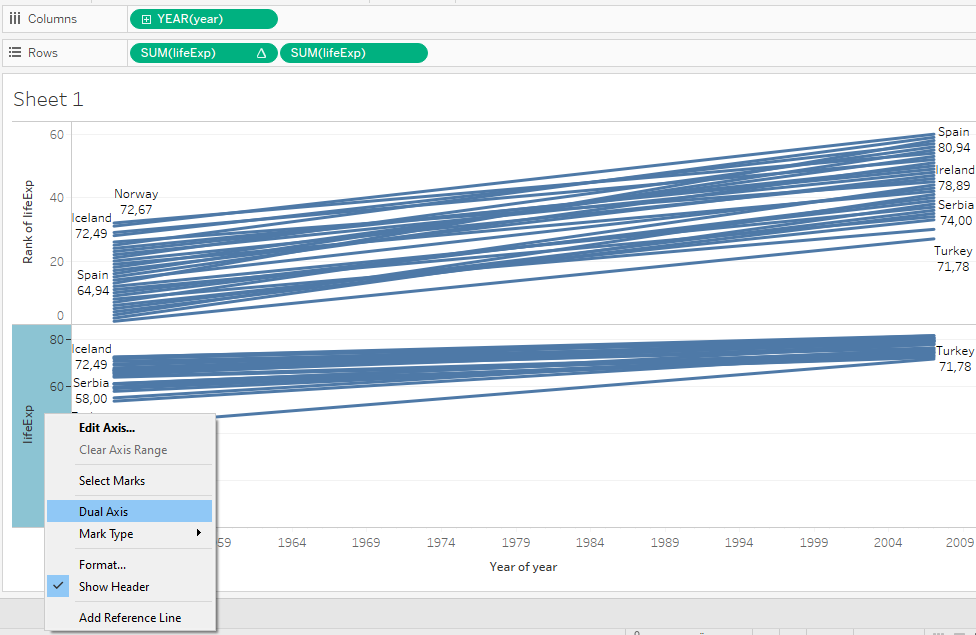 Columns
YEAR(year)
Rows
SUM(lifeExp)
SUM(lifeExp)
Sheet 1
60
40
20
0
Rank of lifeExp
Norway
72,67
Iceland
72,49
Spain
64,94
Spain
80,94
Ireland
78,89
Serbia
74,00
Turkey
71,78
80
60
lifeExp
Iceland
72,49
Serbia
58,00
Turkey
71,78
Edit Axis...
Clear Axis Range
Select Marks
Dual Axis
Mark Type
Format...
Show Header
Add Reference Line
59 1964 1969 1974 1979 1984 1989 1994 1999 2004 2009
Year of year